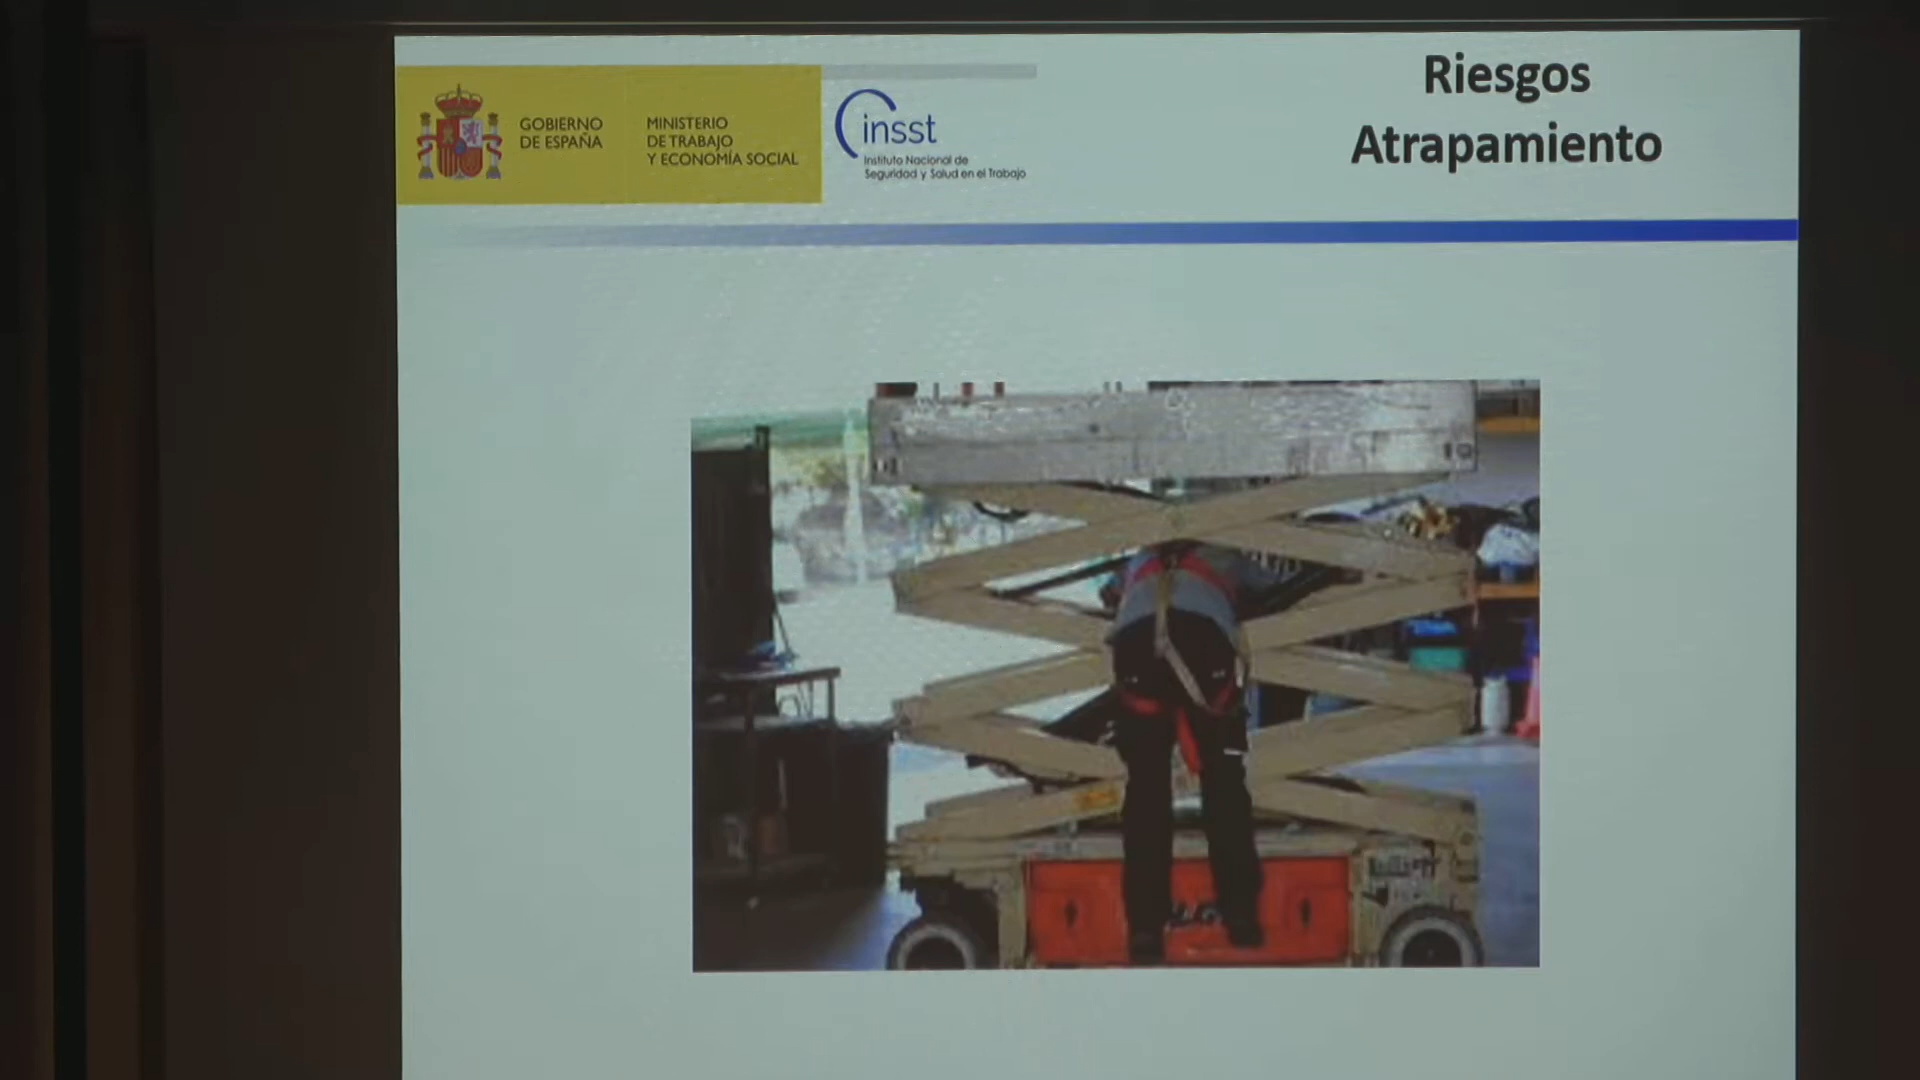 GOBIERNO
DE ESPAÑA
MINISTERIO
DE TRABAJO
Y ECONOMÍA SOCIAL
insst
Instituto Nacional de
Seguridad y Salud en el Trabajo
Riesgos
Atrapamiento